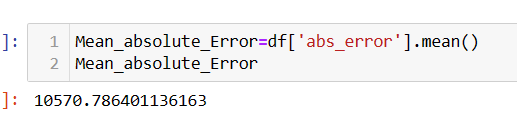 ]: 1 Mean_absolute_Error=df['abs_error'].mean()
2 Mean_absolute_Error
]: 10570.786401136163